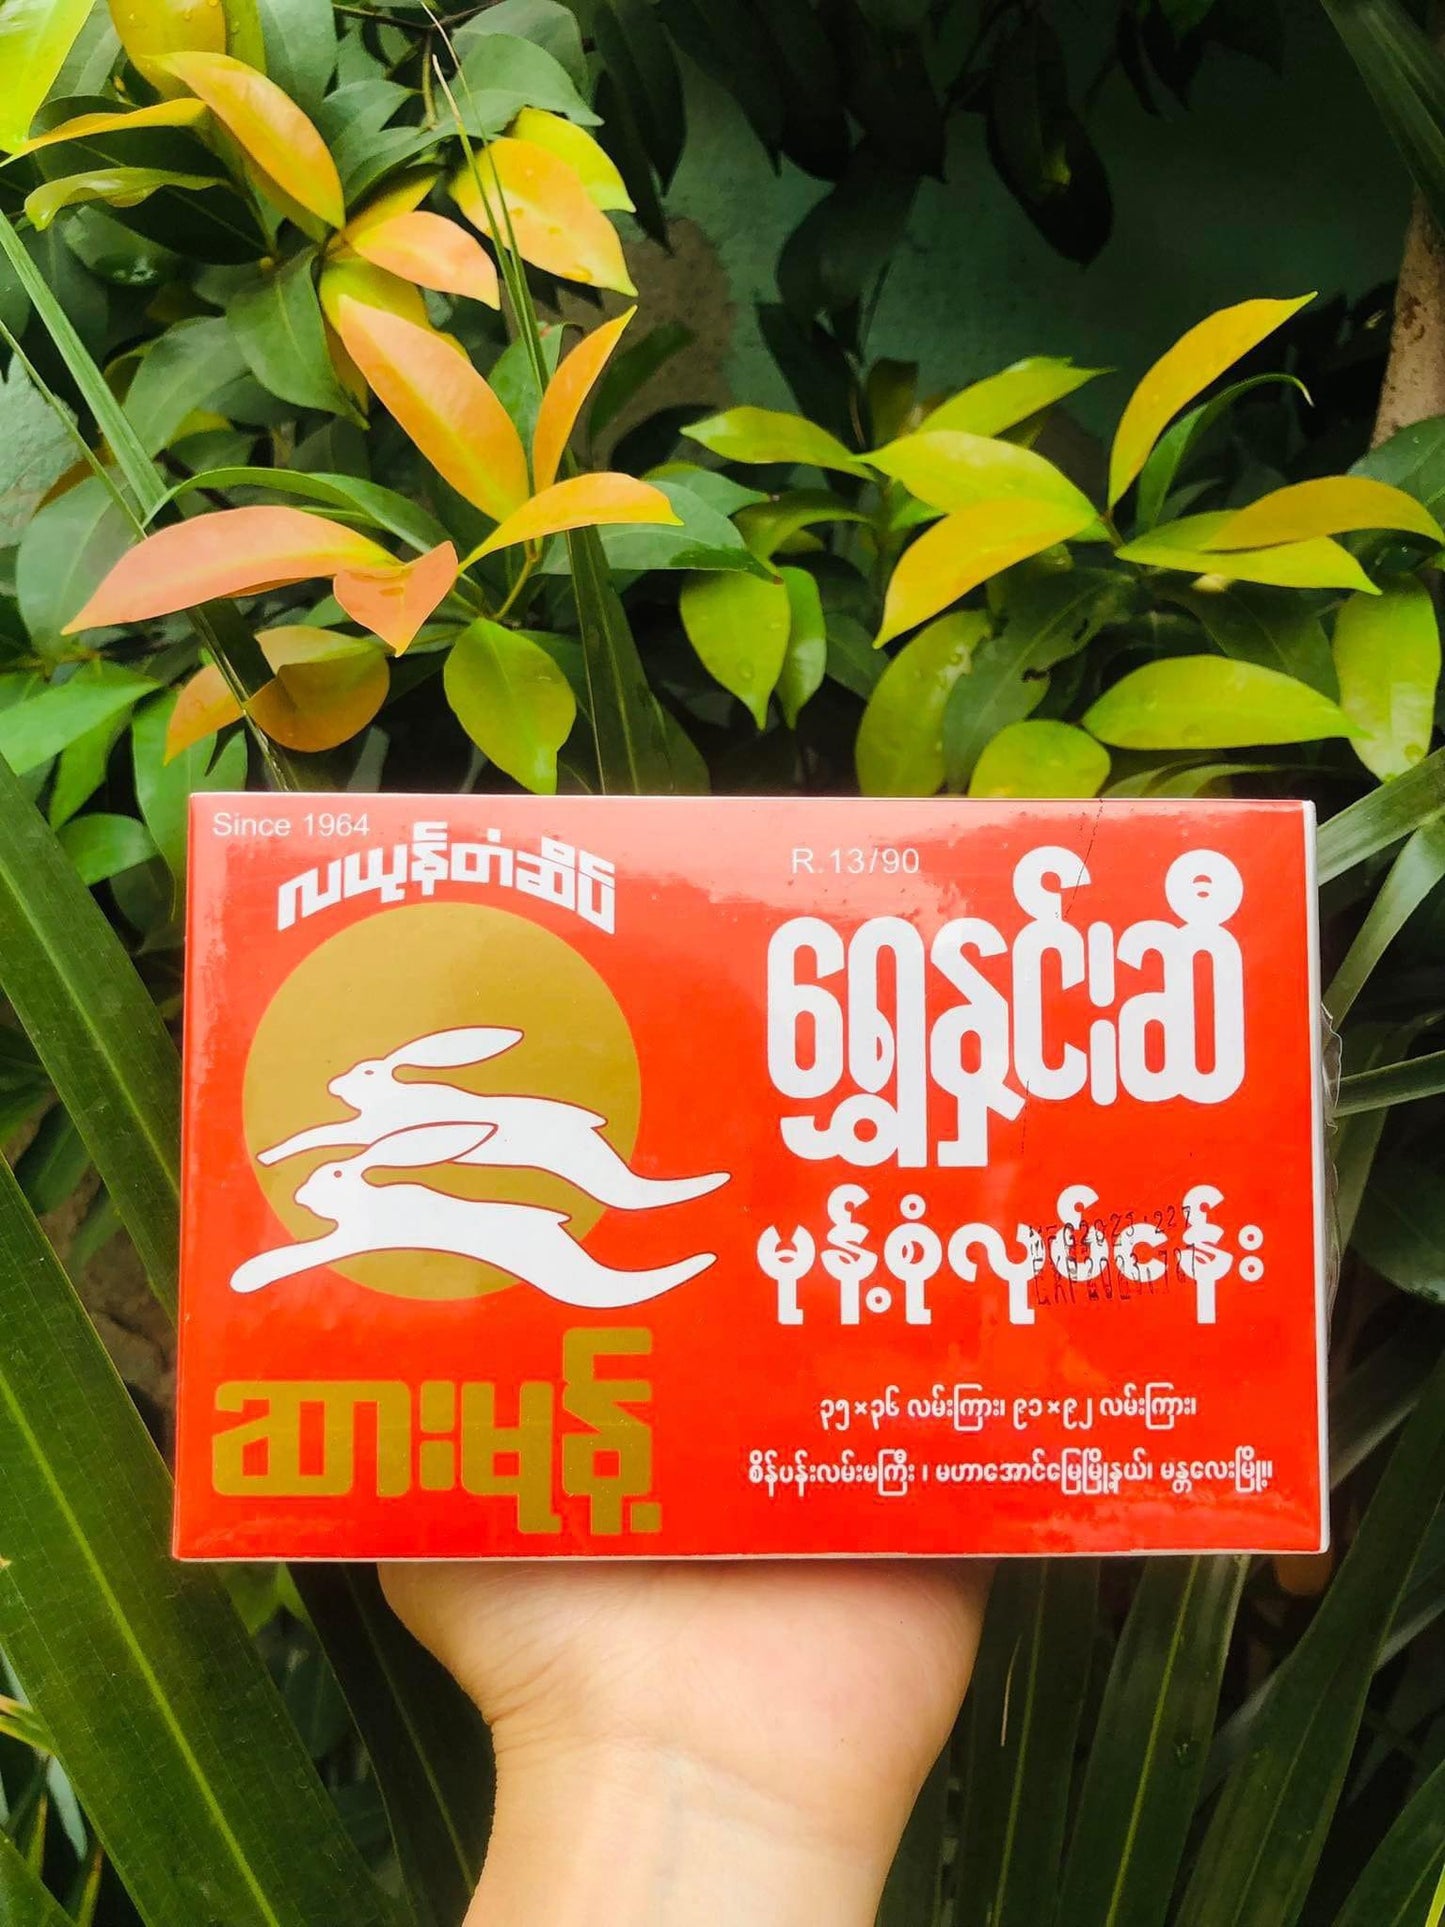 Since 1964
လယုန်တံဆိပ်
ဆားမုန့်
R.13/90
ရွှေနှင်းဆီ
မုန့်စုံလုပ်ငန်း
၃၅×၃၆ လမ်းကြား၊ ၉၁×၉၂ လမ်းကြား၊
စိန်ပန်းလမ်းမကြီး ၊ မဟာအောင်မြေမြို့နယ်၊ မန္တလေးမြို့။